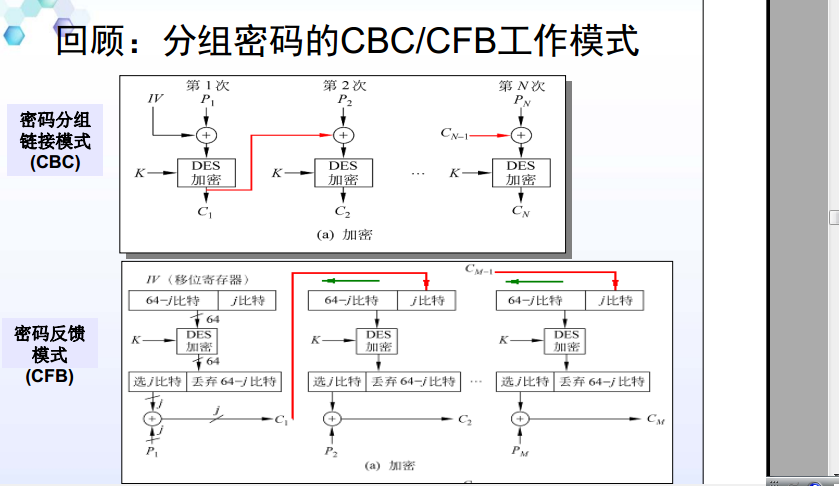 回顾：分组密码的CBC/CFB工作模式
密码分组
链接模式
(CBC)
第 1 次 第 2 次 第 N 次
IV P1 P2 PN
+ + CN-1 +
K DES 加密 K DES 加密 … K DES 加密
C1 C2 CN
(a) 加密
密码反馈
模式
(CFB)
IV（移位寄存器） CM-1
64-j比特 j比特 64-j比特 j比特 64-j比特 j比特
64
K DES 加密 K DES 加密 K DES 加密
64
选j比特 丢弃 64-j比特 选j比特 丢弃 64-j比特 … 选j比特 丢弃 64-j比特
j
+ j C1 + C2 + CM
j
P1 P2 PM
(a) 加密